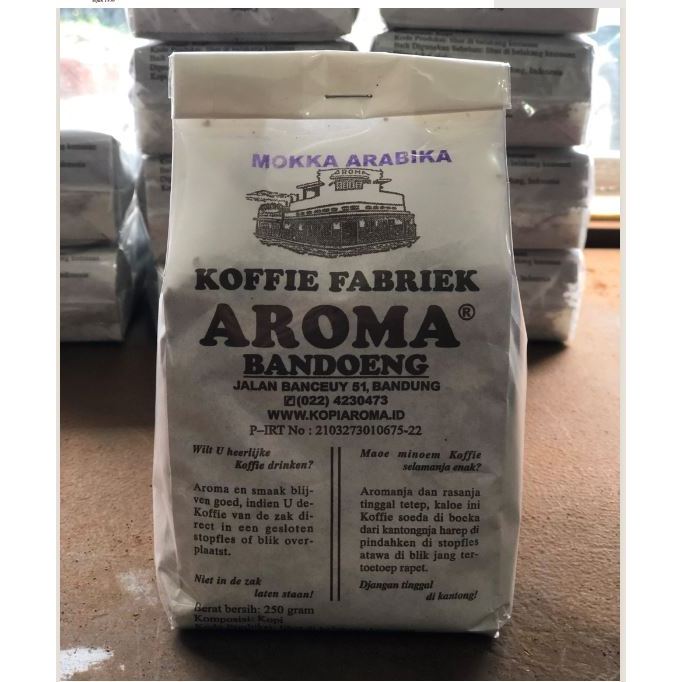 MOKKA ARABIKA
AROMA
KOFFIE FABRIEK
AROMA®
BANDOENG
JALAN BANCEUY 51, BANDUNG
(022) 4230473
WWW.KOPIAROMA.ID
P–IRT No : 2103273010675-22
Wilt U heerlijke
Koffie drinken?
Aroma en smaak blij-
ven goed, indien U de-
Koffie van de zak di-
rect in een gesloten
stopfles of blik over-
plaatst.
Niet in de zak
laten staan!
Maoe minoem Koffie
selamanja enak?
Aromanja dan rasanja
tinggal tetep, kaloe ini
Koffie soeda di boeka
dari kantongnja harep di
pindahken di stopfles
atawa di blik jang ter-
toetoep rapet.
Djangan tinggal
di kantong!
Berat bersih: 250 gram
Komposisi: Kopi